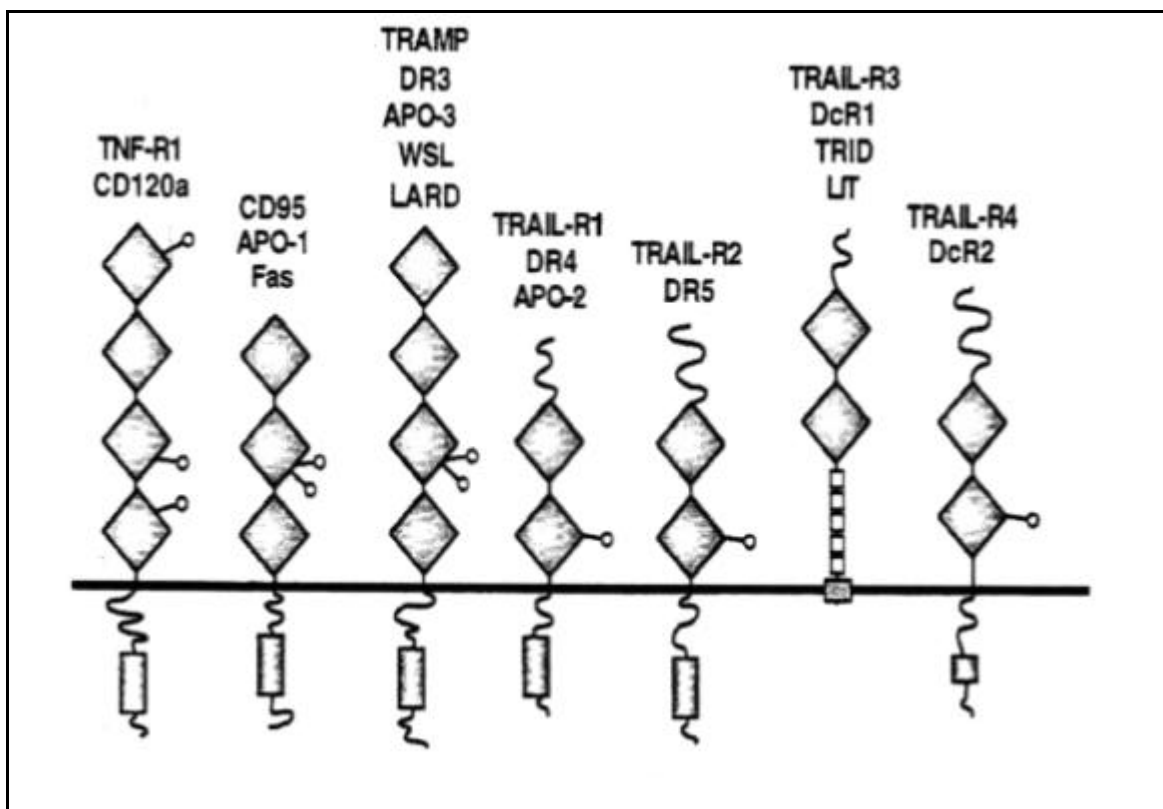 TNF-R1
CD120a
CD95
APO-1
Fas
TRAMP
DR3
APO-3
WSL
LARD
TRAIL-R1
DR4
APO-2
TRAIL-R2
DR5
TRAIL-R3
DcR1
TRID
LIT
TRAIL-R4
DcR2